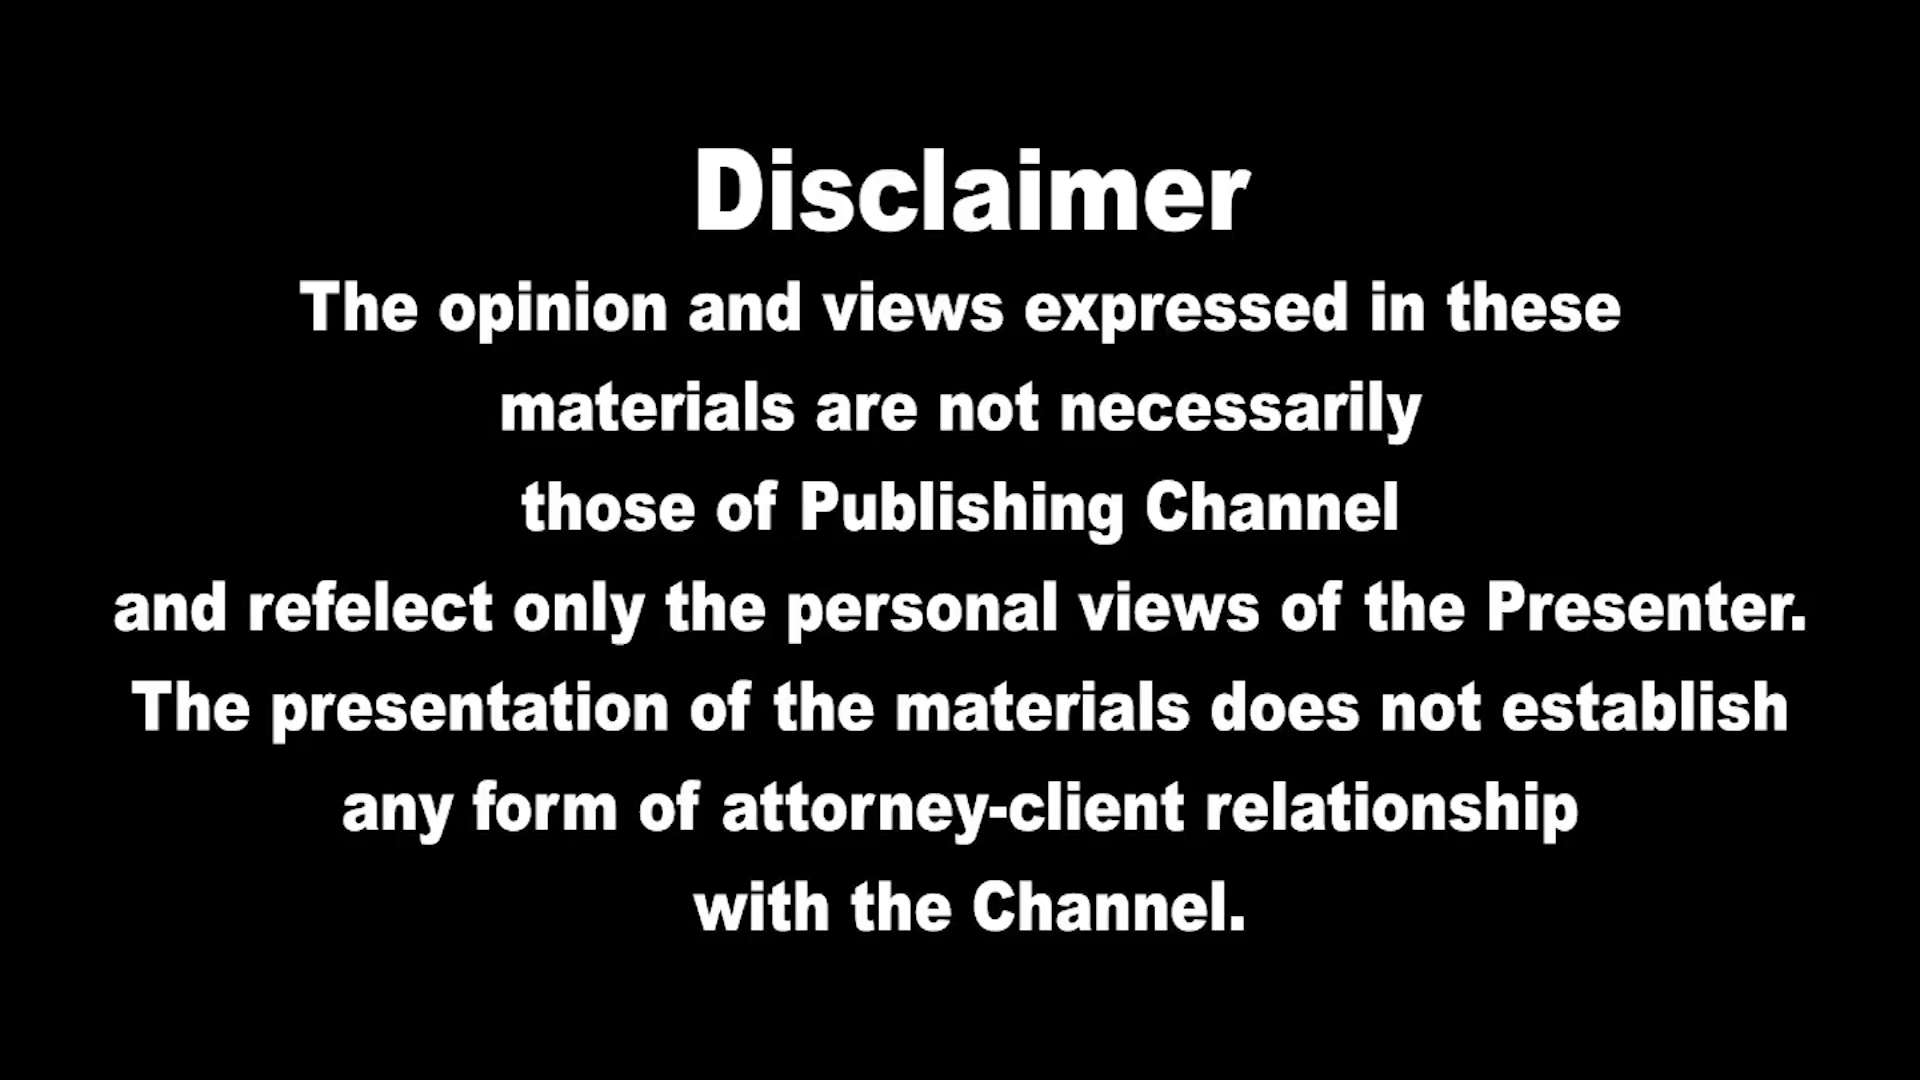 Disclaimer
The opinion and views expressed in these
materials are not necessarily
those of Publishing Channel
and refelect only the personal views of the Presenter.
The presentation of the materials does not establish
any form of attorney-client relationship
with the Channel.